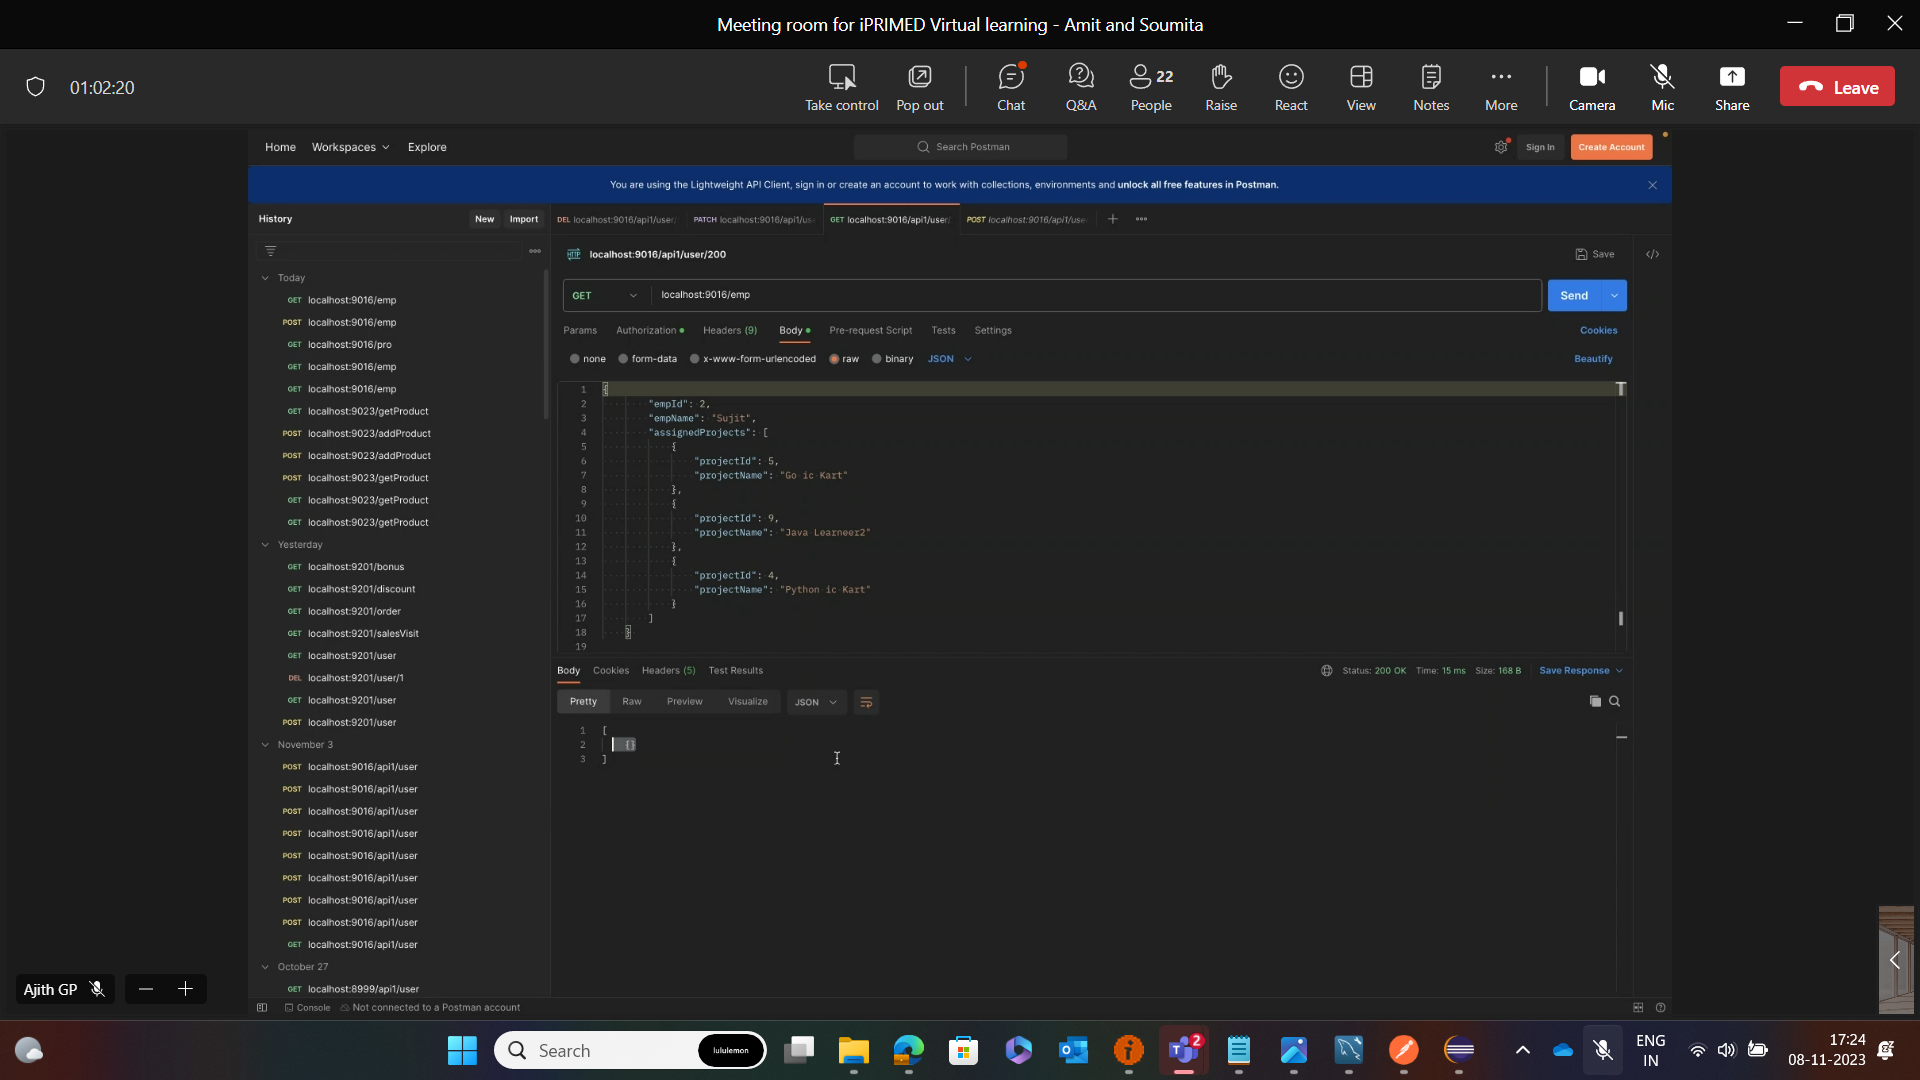 Meeting room for iPRIMED Virtual learning - Amit and Soumita
01:02:20
Take control
Pop out
Chat
Q&A
22
People
Raise
React
View
Notes
More
Camera
Mic
Share
Leave
Home Workspaces Explore
Search Postman
Sign In
Create Account
You are using the Lightweight API Client, sign in or create an account to work with collections, environments and unlock all free features in Postman.
History
New Import
DEL localhost:9016/api1/user/
PATCH localhost:9016/api1/us
GET localhost:9016/api1/user/
POST localhost:9016/api1/use
Today
GET localhost:9016/emp
POST localhost:9016/emp
GET localhost:9016/pro
GET localhost:9016/emp
GET localhost:9016/emp
GET localhost:9023/getProduct
POST localhost:9023/addProduct
POST localhost:9023/addProduct
POST localhost:9023/getProduct
GET localhost:9023/getProduct
GET localhost:9023/getProduct
Yesterday
GET localhost:9201/bonus
GET localhost:9201/discount
GET localhost:9201/order
GET localhost:9201/salesVisit
GET localhost:9201/user
DEL localhost:9201/user/1
GET localhost:9201/user
POST localhost:9201/user
November 3
POST localhost:9016/api1/user
POST localhost:9016/api1/user
POST localhost:9016/api1/user
POST localhost:9016/api1/user
POST localhost:9016/api1/user
POST localhost:9016/api1/user
POST localhost:9016/api1/user
POST localhost:9016/api1/user
GET localhost:9016/api1/user
October 27
GET localhost:8999/api1/user
HTTP localhost:9016/api1/user/200
Save
</>
GET localhost:9016/emp
Send
Params Authorization Headers (9) Body Pre-request Script Tests Settings
Cookies
none form-data x-www-form-urlencoded raw binary JSON
Beautify
1 {
2 "empId": 2,
3 "empName": "Sujit",
4 "assignedProjects": [
5 {
6 "projectId": 5,
7 "projectName": "Go ic Kart"
8 },
9 {
10 "projectId": 9,
11 "projectName": "Java Learneer2"
12 },
13 {
14 "projectId": 4,
15 "projectName": "Python ic Kart"
16 }
17 ]
18 }
19
Body Cookies Headers (5) Test Results
Status: 200 OK Time: 15 ms Size: 168 B Save Response
Pretty Raw Preview Visualize JSON
1 [
2 {}
3 ]
Console Not connected to a Postman account
Ajith GP
Search
lululemon
2
ENG
IN
17:24
08-11-2023